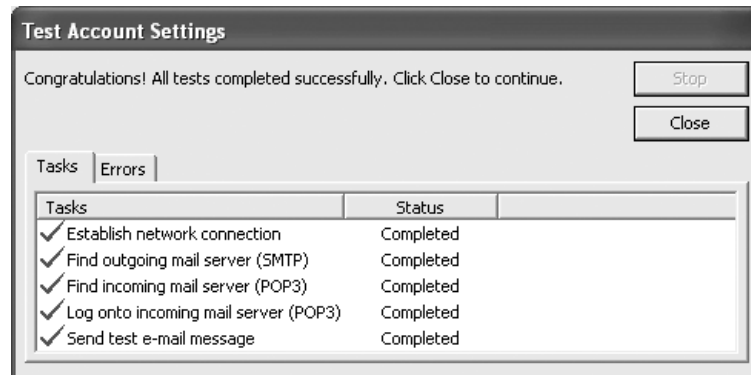 Test Account Settings
Congratulations! All tests completed successfully. Click Close to continue.
Stop
Close
Tasks Errors
Tasks Status
Establish network connection Completed
Find outgoing mail server (SMTP) Completed
Find incoming mail server (POP3) Completed
Log onto incoming mail server (POP3) Completed
Send test e-mail message Completed